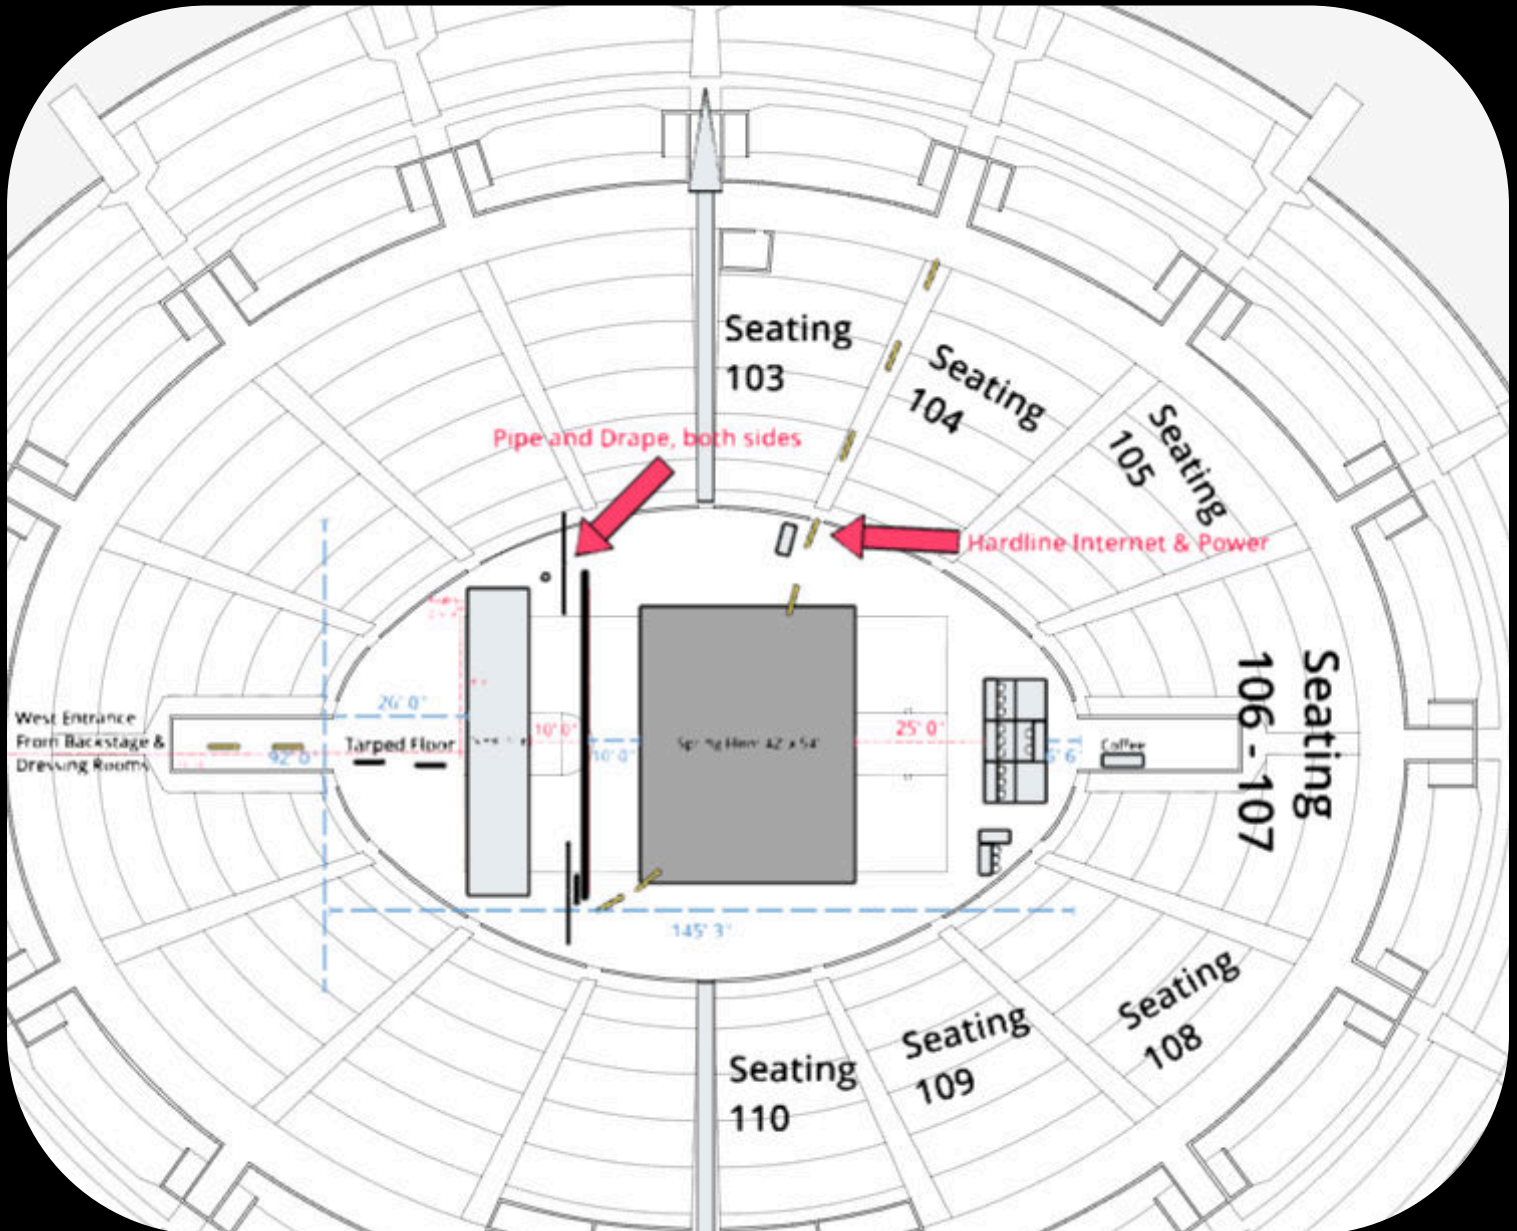 Seating
103
Seating
104
Seating
105
Pipe and Drape, both sides
Hardline Internet & Power
Seating
106 - 107
26' 0"
West Entrance
From Backstage &
Dressing Rooms
92' 0"
Tarped Floor
10' 0"
10' 0"
25' 0"
Coffee
145' 3"
Seating
108
Seating
109
Seating
110